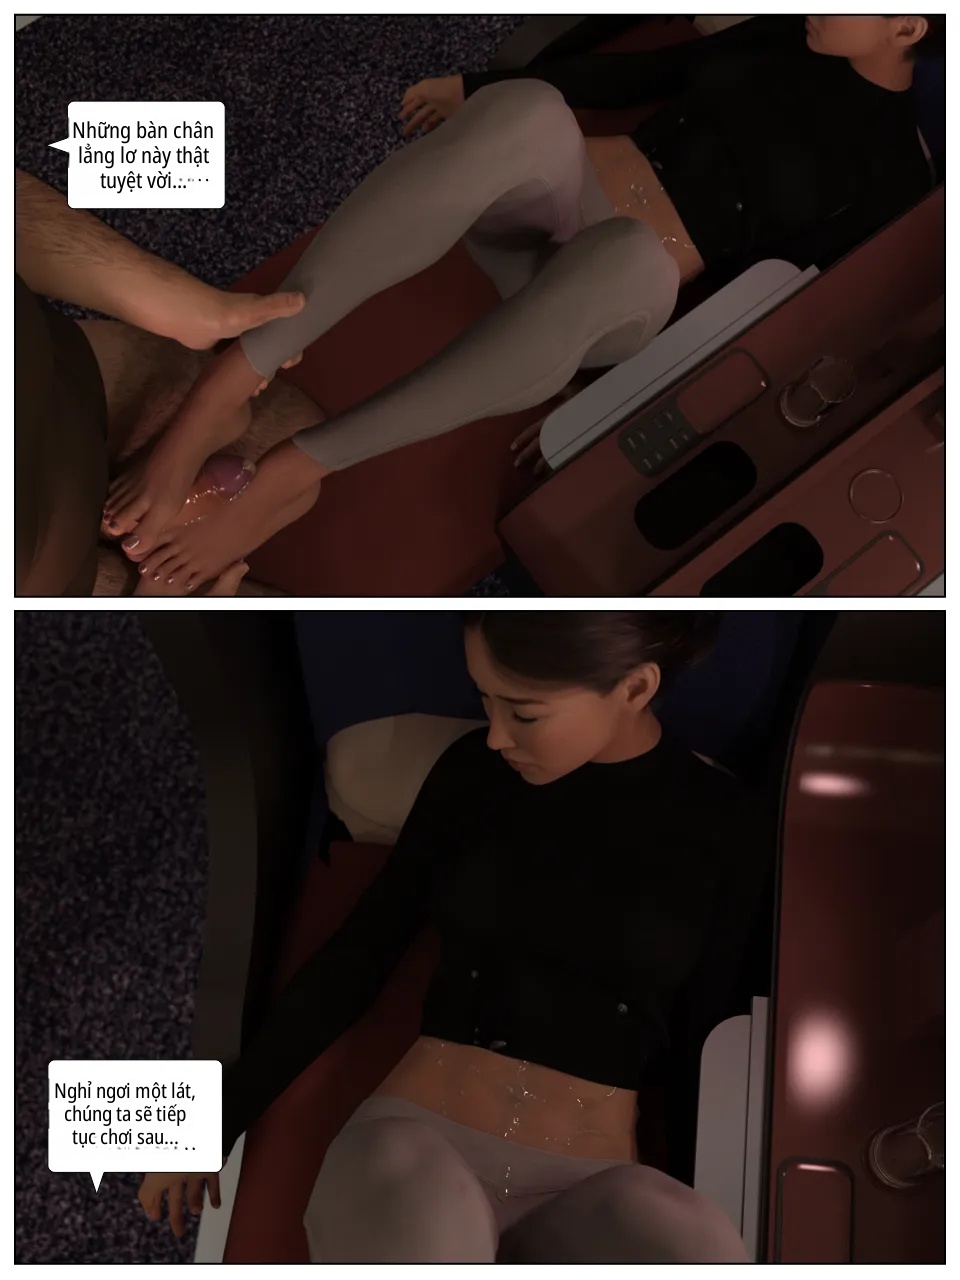 Những bàn chân
lẳng lơ này thật
tuyệt vời...
Nghỉ ngơi một lát,
chúng ta sẽ tiếp
tục chơi sau...